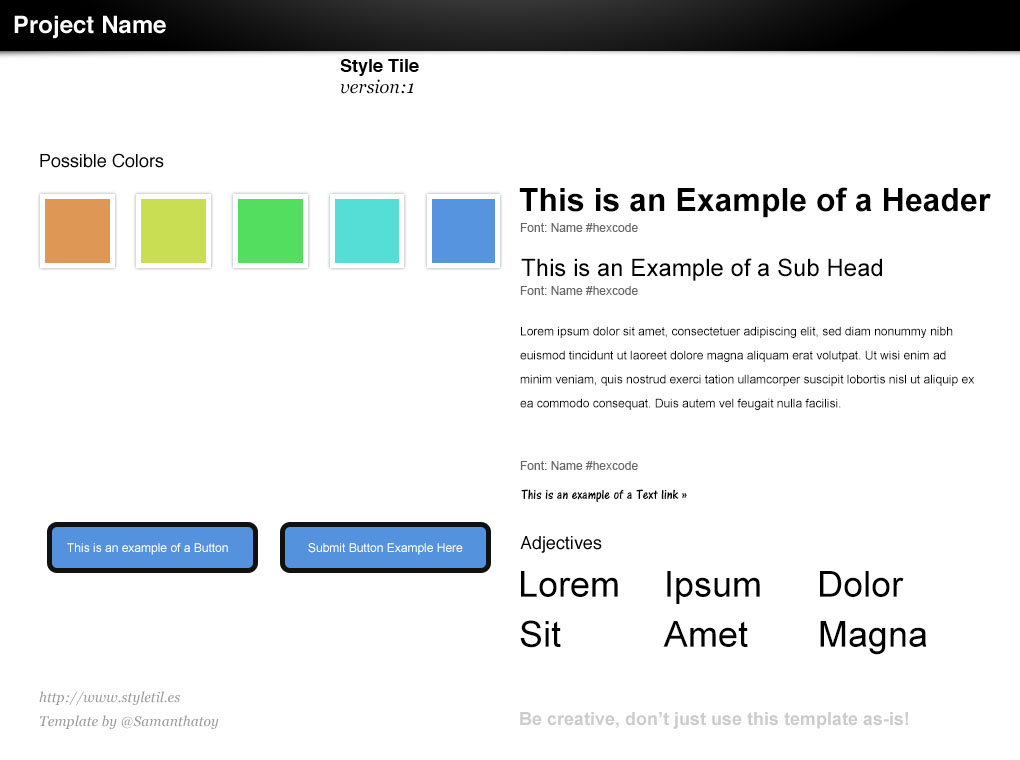 Project Name
Style Tile
version:1
Possible Colors
This is an Example of a Header
Font: Name #hexcode
This is an Example of a Sub Head
Font: Name #hexcode
Lorem ipsum dolor sit amet, consectetuer adipiscing elit, sed diam nonummy nibh
euismod tincidunt ut laoreet dolore magna aliquam erat volutpat. Ut wisi enim ad
minim veniam, quis nostrud exerci tation ullamcorper suscipit lobortis nisl ut aliquip ex
ea commodo consequat. Duis autem vel feugait nulla facilisi.
Font: Name #hexcode
This is an example of a Text link »
This is an example of a Button
Submit Button Example Here
Adjectives
Lorem Ipsum Dolor
Sit Amet Magna
http://www.styletil.es
Template by @Samanthatoy
Be creative, don’t just use this template as-is!